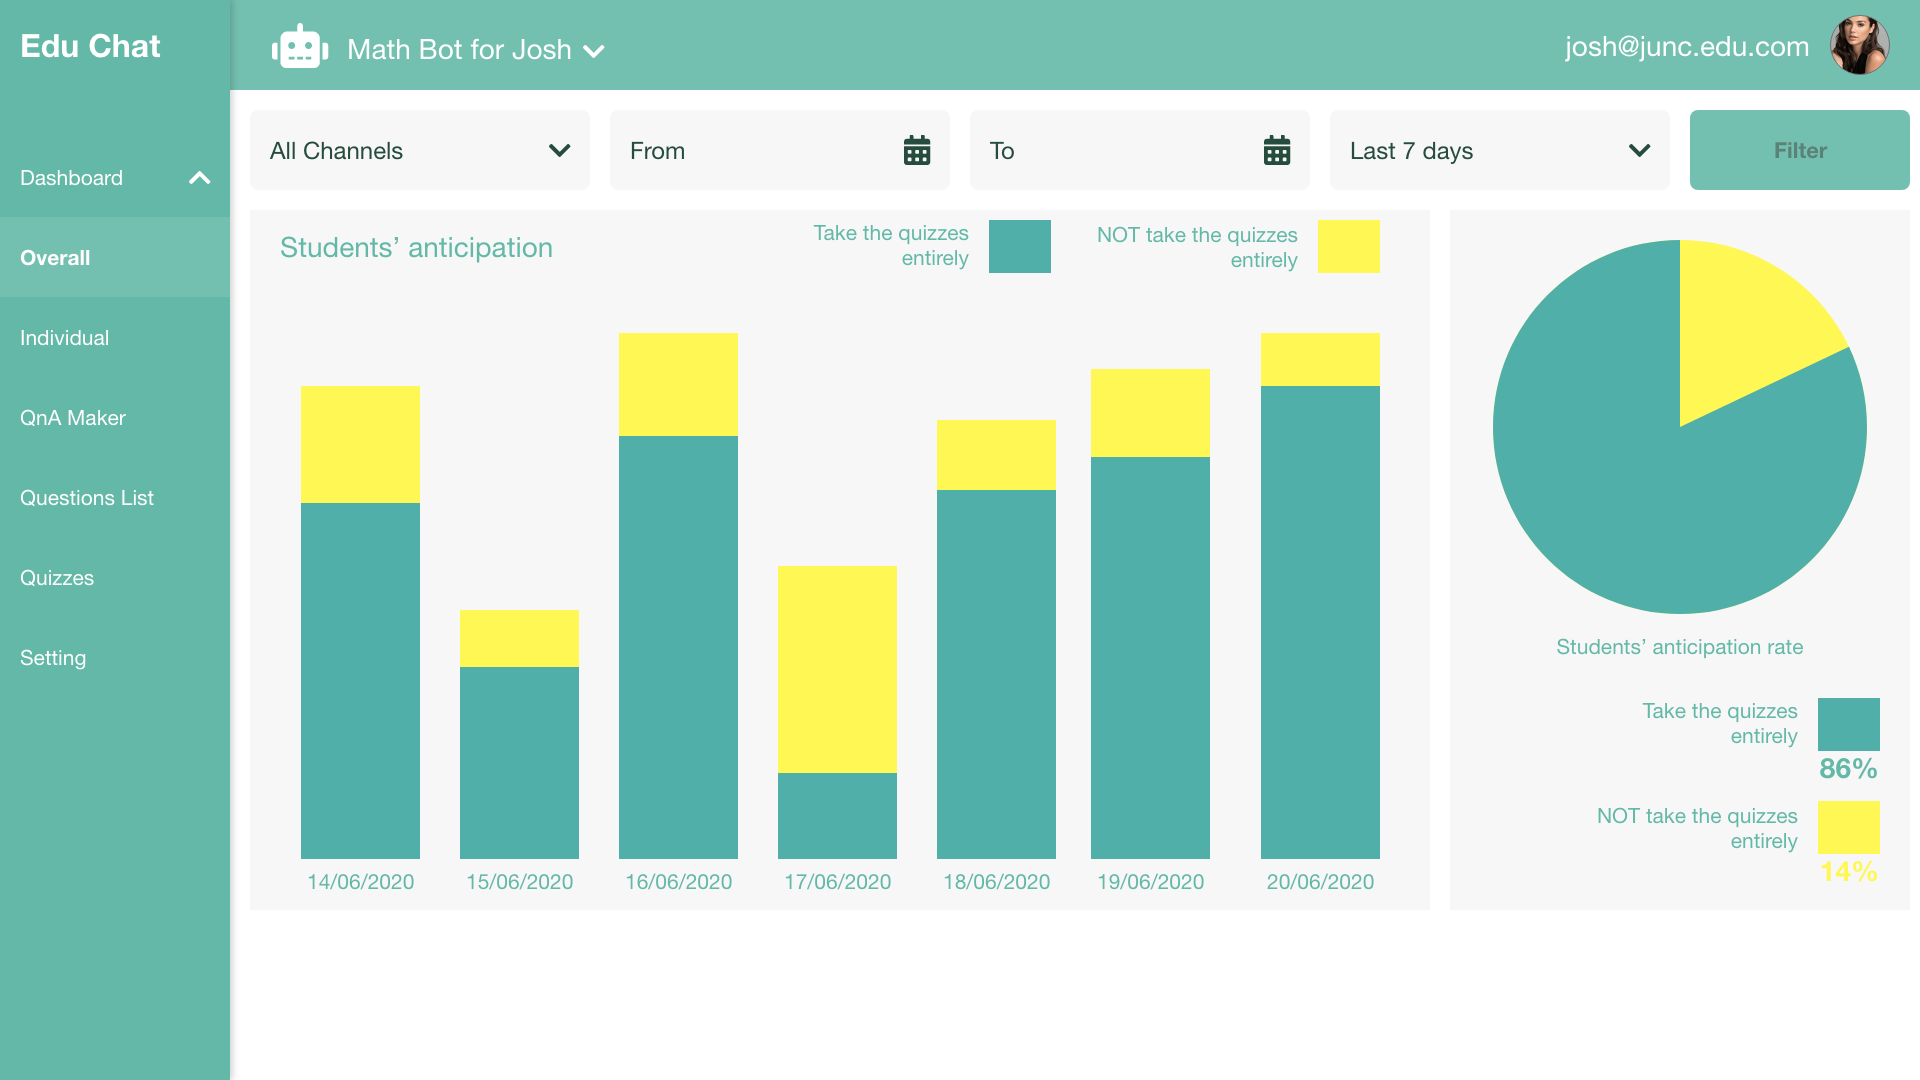 Edu Chat
Math Bot for Josh
josh@junc.edu.com
Dashboard
Overall
Individual
QnA Maker
Questions List
Quizzes
Setting
All Channels
From
To
Last 7 days
Filter
Students’ anticipation
Take the quizzes
entirely
NOT take the quizzes
entirely
14/06/2020
15/06/2020
16/06/2020
17/06/2020
18/06/2020
19/06/2020
20/06/2020
Students’ anticipation rate
Take the quizzes
entirely
86%
NOT take the quizzes
entirely
14%